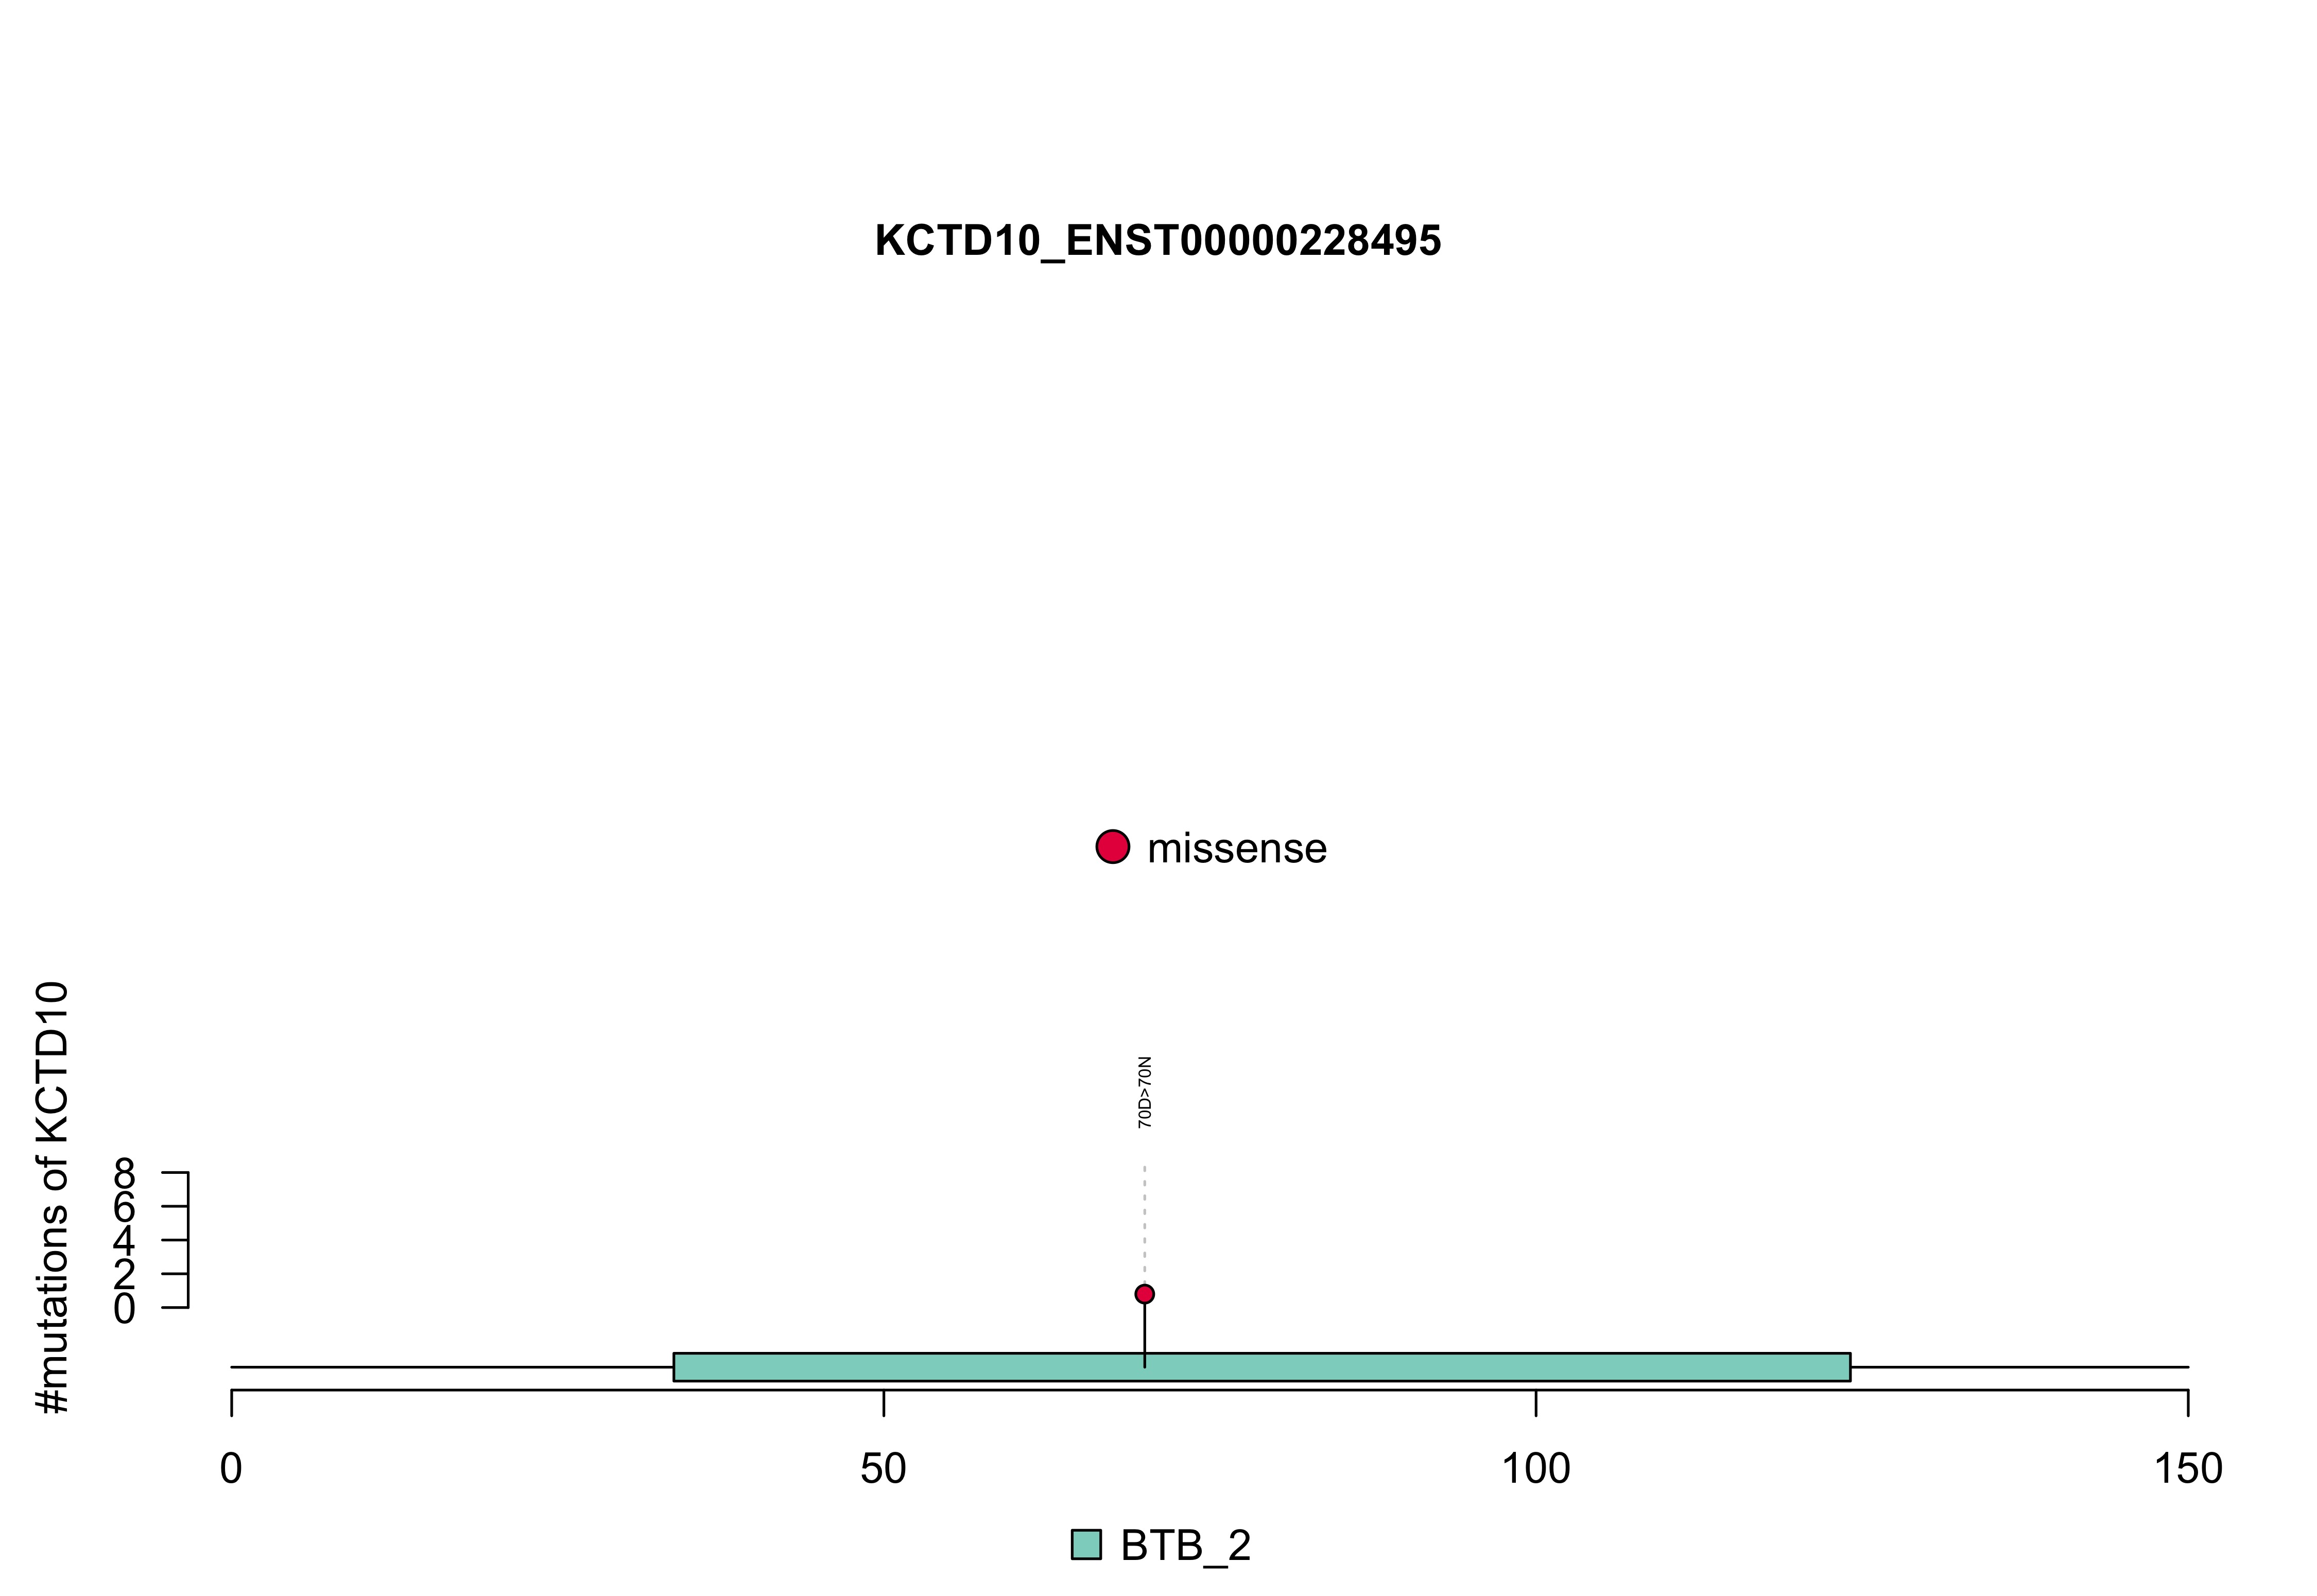 KCTD10_ENST00000228495
missense
#mutations of KCTD10
70D>70N
8
6
4
2
0
0 50 100 150
BTB_2